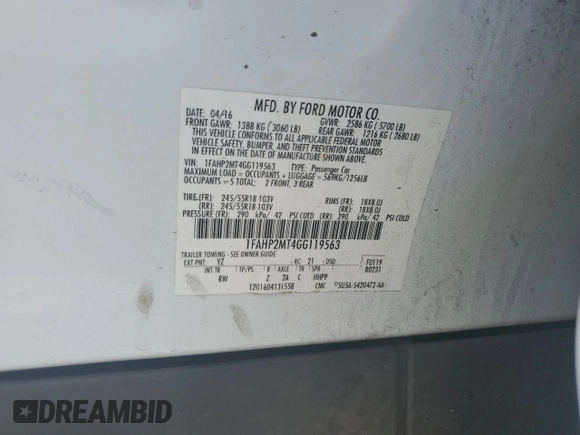 MFD. BY FORD MOTOR CO.
DATE: 04/16 GVWR: 2586 KG ( 5700 LB)
FRONT GAWR: 1388 KG ( 3060 LB) REAR GAWR: 1216 KG ( 2680 LB)
THIS VEHICLE CONFORMS TO ALL APPLICABLE FEDERAL MOTOR
VEHICLE SAFETY, BUMPER, AND THEFT PREVENTION STANDARDS IN
EFFECT ON THE DATE OF MANUFACTURE SHOWN ABOVE.
VIN: 1FAHP2MT4GG119563 TYPE: Passenger Car
MAXIMUM LOAD = OCCUPANTS + LUGGAGE = 569KG/1256LB
OCCUPANTS = 5 TOTAL: 2 FRONT, 3 REAR
TIRE:(FR): 245/55R18 103V RIMS (FR): 18X8.0J
(RR): 245/55R18 103V (RR): 18X8.0J
PRESSURE (FR): 290 kPa/ 42 PSI COLD (RR): 290 kPa/ 42 PSI COLD
1FAHP2MT4GG119563
TRAILER TOWING - SEE OWNER GUIDE
EXT PNT: YZ RC: 21 DSO: F0119
INT TR TP/PS R AXLE TR SPR R0231
RW Z 2A C HHPP
1201604131558 CNC 5U5A-5420472-AA
DREAMBID